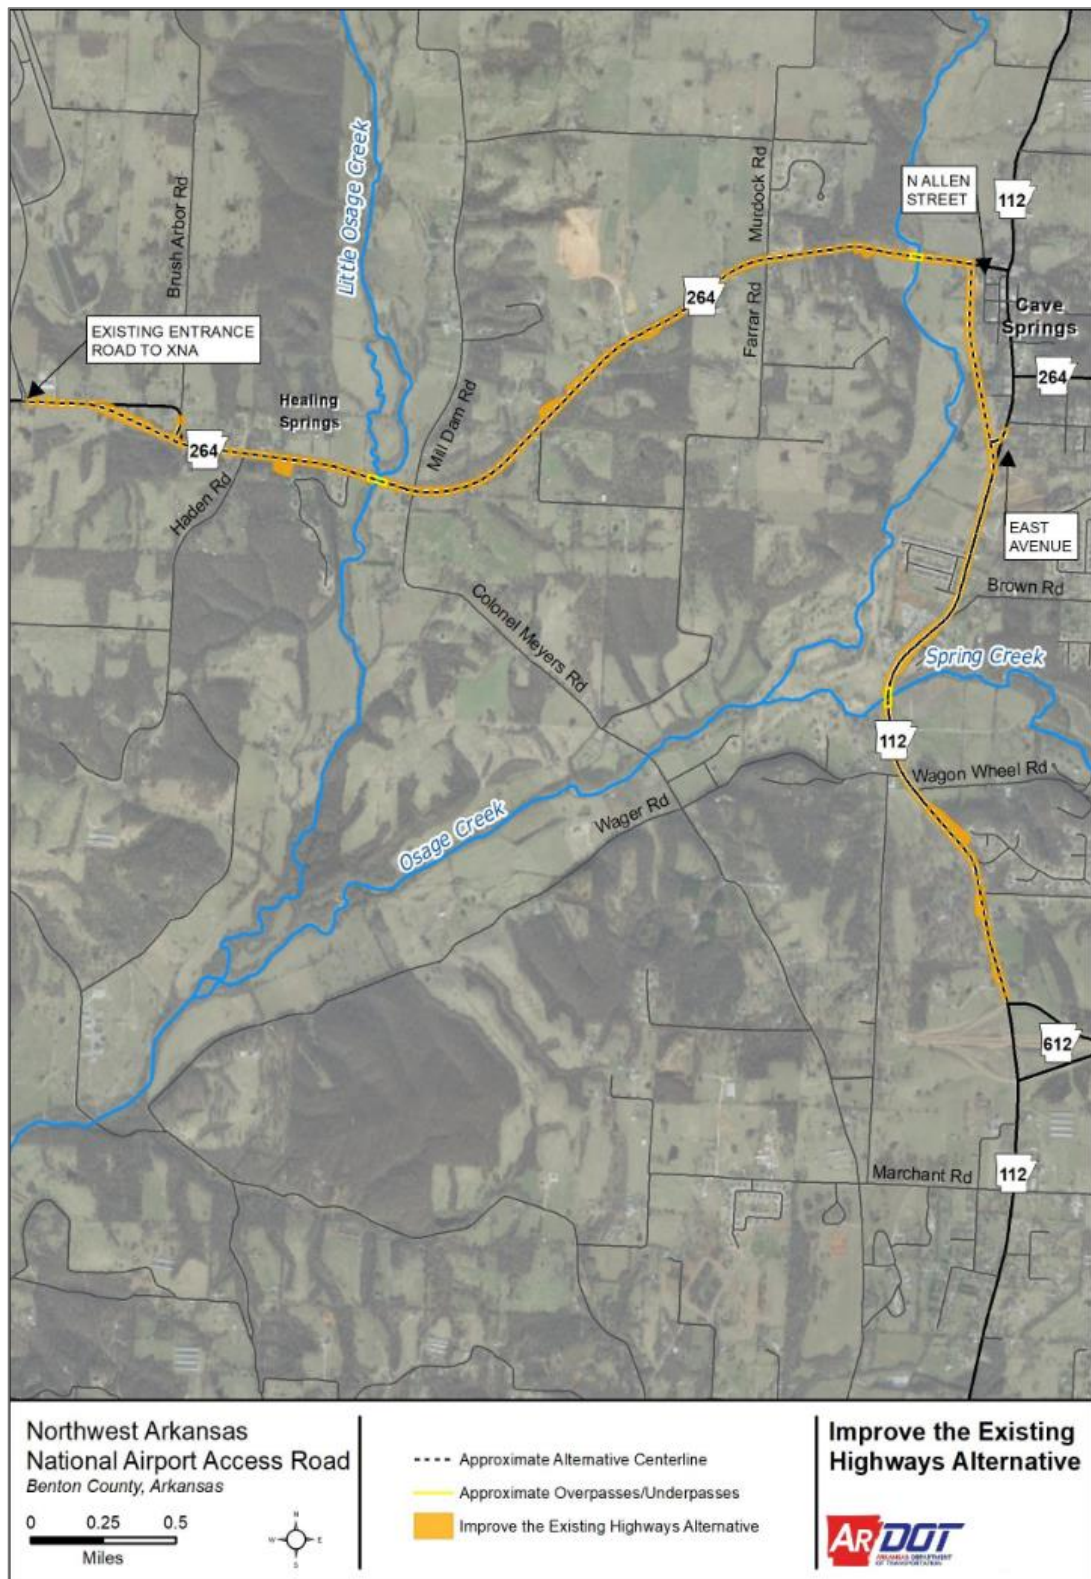 Little Osage Creek
Brush Arbor Rd
Murdock Rd
N ALLEN
STREET
112
264
Farrar Rd
Cave
Springs
EXISTING ENTRANCE
ROAD TO XNA
264
Healing
Springs
Mill Dam Rd
264
Haden Rd
EAST
AVENUE
Brown Rd
Colonel Meyers Rd
Spring Creek
112
Wagon Wheel Rd
Wager Rd
Osage Creek
612
Marchant Rd
112
Northwest Arkansas
National Airport Access Road
Benton County, Arkansas
0 0.25 0.5
Miles
N
W E
S
Approximate Alternative Centerline
Approximate Overpasses/Underpasses
Improve the Existing Highways Alternative
Improve the Existing
Highways Alternative
ARDOT
ARKANSAS DEPARTMENT
OF TRANSPORTATION